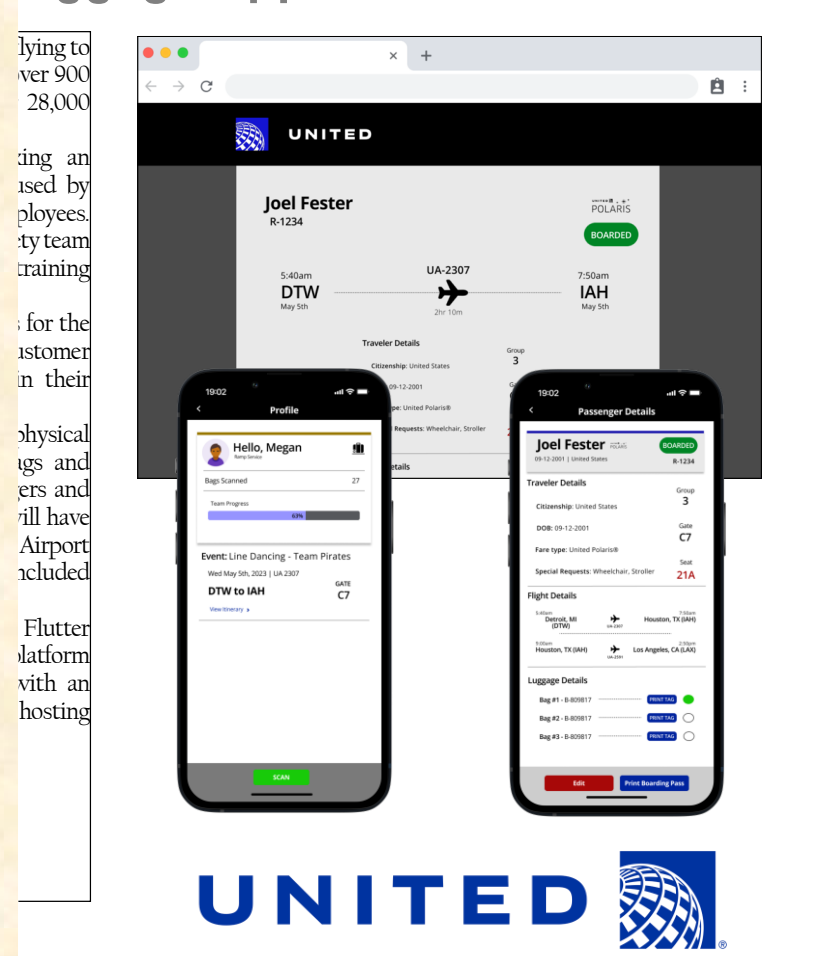 lying to
over 900
28,000
king an
used by
ployees.
ety team
training
s for the
ustomer
in their
physical
ags and
gers and
will have
Airport
ncluded
Flutter
platform
with an
hosting
UNITED
Joel Fester
R-1234
UNITED
POLARIS
BOARDED
5:40am
UA-2307
7:50am
DTW
IAH
May 5th
2hr 10m
May 5th
Traveler Details
Group
3
Citizenship: United States
09-12-2001
pe: United Polaris®
Requests: Wheelchair, Stroller
etails
19:02
Profile
Hello, Megan
Ramp Service
Bags Scanned 27
Team Progress
63%
Event: Line Dancing - Team Pirates
Wed May 5th, 2023 | UA 2307
DTW to IAH
GATE
C7
View Itinerary >
SCAN
19:02
Passenger Details
Joel Fester
BOARDED
09-12-2001 | United States
R-1234
Traveler Details
Group
3
Citizenship: United States
DOB: 09-12-2001
Gate
C7
Fare type: United Polaris®
Seat
Special Requests: Wheelchair, Stroller
21A
Flight Details
5:40am 7:50am
Detroit, MI Houston, TX (IAH)
(DTW)
UA-2307
9:00am 2:50pm
Houston, TX (IAH) Los Angeles, CA (LAX)
Luggage Details
Bag #1 - B-809817 PRINT TAG
Bag #2 - B-809817 PRINT TAG
Bag #3 - B-809817 PRINT TAG
Edit
Print Boarding Pass
UNITED
®